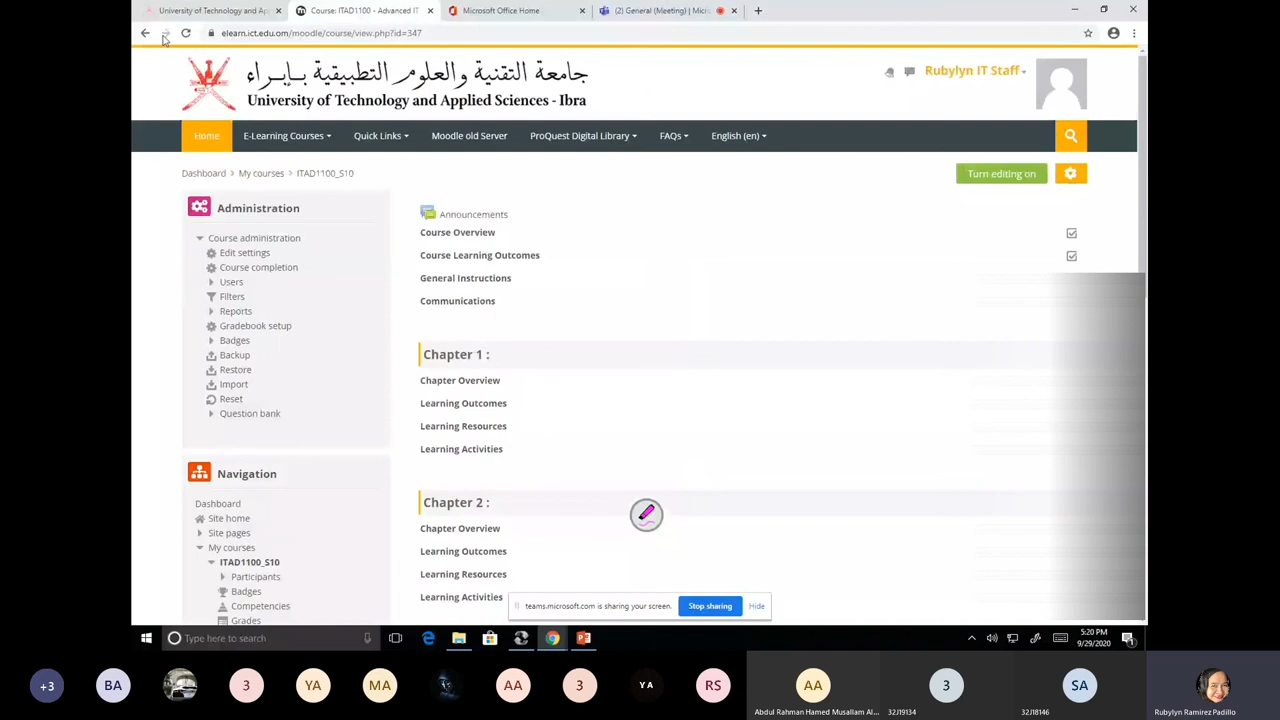 University of Technology and Ap
Course: ITAD1100 - Advanced IT
Microsoft Office Home
(2) General (Meeting) | Micr
elearn.ict.edu.om/moodle/course/view.php?id=347
جامعة التقنية والعلوم التطبيقية بإبراء
University of Technology and Applied Sciences - Ibra
Rubylyn IT Staff
Home
E-Learning Courses
Quick Links
Moodle old Server
ProQuest Digital Library
FAQs
English (en)
Dashboard
My courses
ITAD1100_S10
Turn editing on
Administration
Course administration
Edit settings
Course completion
Users
Filters
Reports
Gradebook setup
Badges
Backup
Restore
Import
Reset
Question bank
Navigation
Dashboard
Site home
Site pages
My courses
ITAD1100_S10
Participants
Badges
Competencies
Grades
Announcements
Course Overview
Course Learning Outcomes
General Instructions
Communications
Chapter 1 :
Chapter Overview
Learning Outcomes
Learning Resources
Learning Activities
Chapter 2 :
Chapter Overview
Learning Outcomes
Learning Resources
Learning Activities
teams.microsoft.com is sharing your screen.
Stop sharing
Hide
Type here to search
5:20 PM
9/29/2020
1
+3
BA
3
YA
MA
AA
3
YA
RS
AA
3
SA
Abdul Rahman Hamed Musallam Al...
32J19134
32J18146
Rubylyn Ramirez Padillo